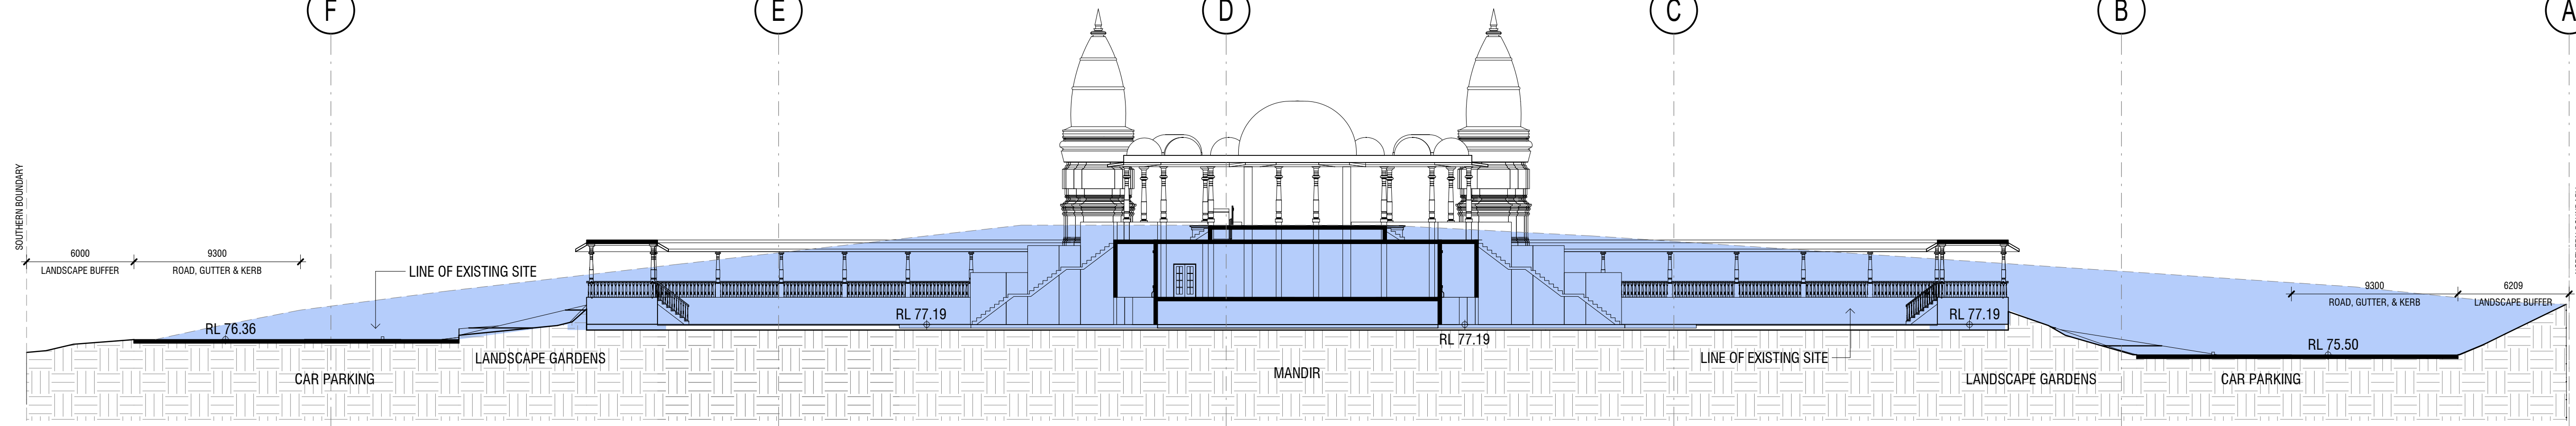 F
E
D
C
B
A
SOUTHERN BOUNDARY
6000
9300
LANDSCAPE BUFFER
ROAD, GUTTER & KERB
LINE OF EXISTING SITE
9300
6209
ROAD, GUTTER, & KERB
LANDSCAPE BUFFER
RL 76.36
RL 77.19
RL 77.19
RL 77.19
RL 75.50
LANDSCAPE GARDENS
LINE OF EXISTING SITE
CAR PARKING
MANDIR
LANDSCAPE GARDENS
CAR PARKING